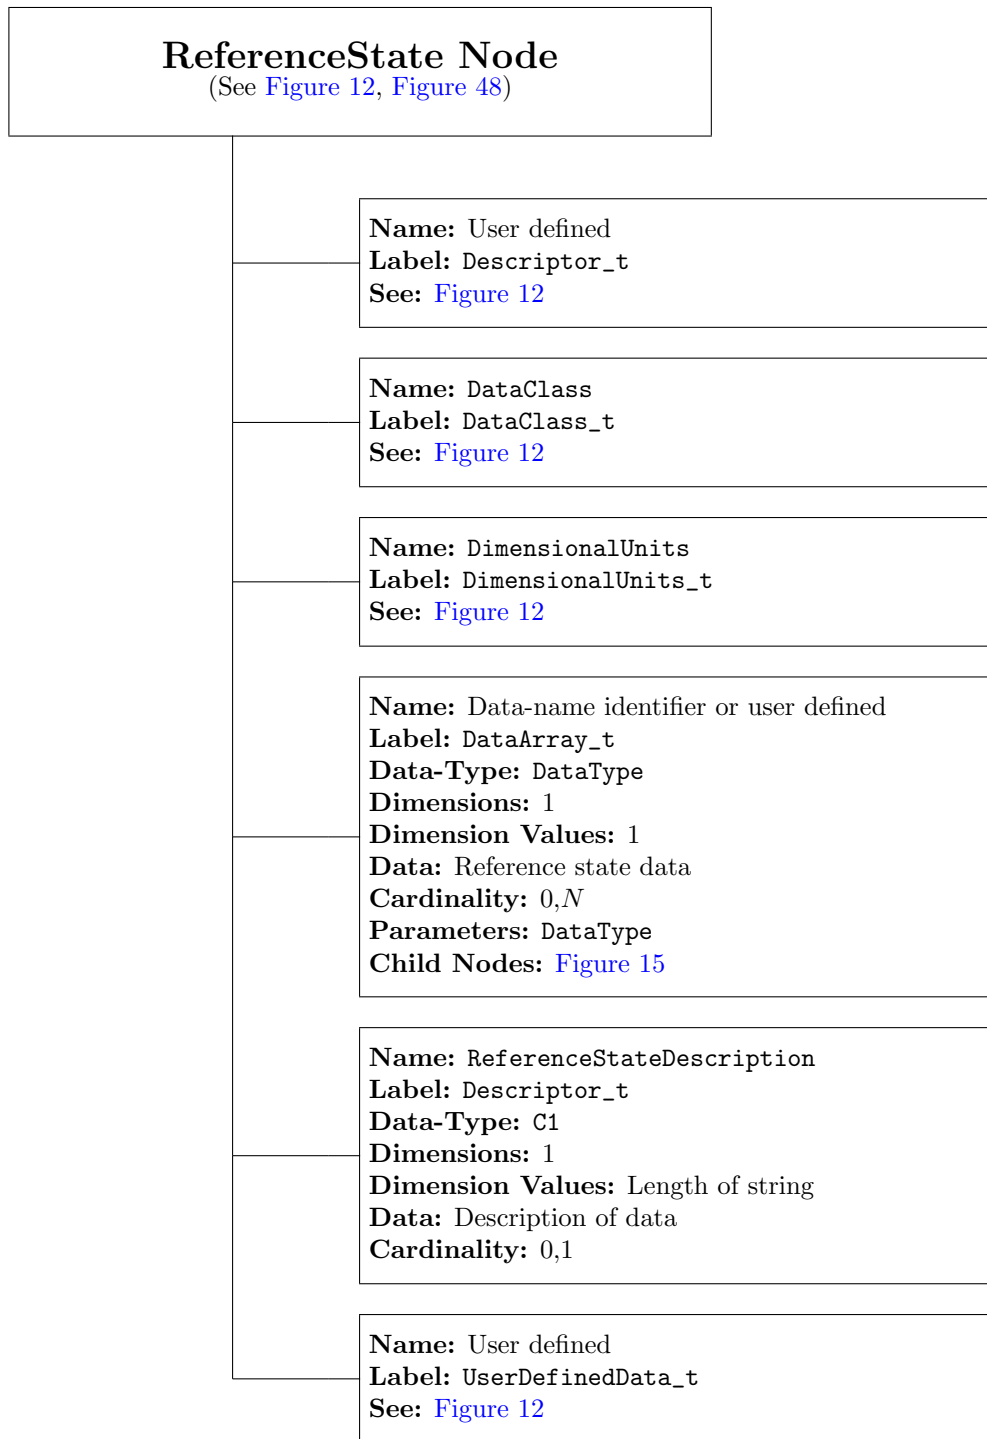 ReferenceState Node
(See Figure 12, Figure 48)
Name: User defined
Label: Descriptor_t
See: Figure 12
Name: DataClass
Label: DataClass_t
See: Figure 12
Name: DimensionalUnits
Label: DimensionalUnits_t
See: Figure 12
Name: Data-name identifier or user defined
Label: DataArray_t
Data-Type: DataType
Dimensions: 1
Dimension Values: 1
Data: Reference state data
Cardinality: 0,N
Parameters: DataType
Child Nodes: Figure 15
Name: ReferenceStateDescription
Label: Descriptor_t
Data-Type: C1
Dimensions: 1
Dimension Values: Length of string
Data: Description of data
Cardinality: 0,1
Name: User defined
Label: UserDefinedData_t
See: Figure 12